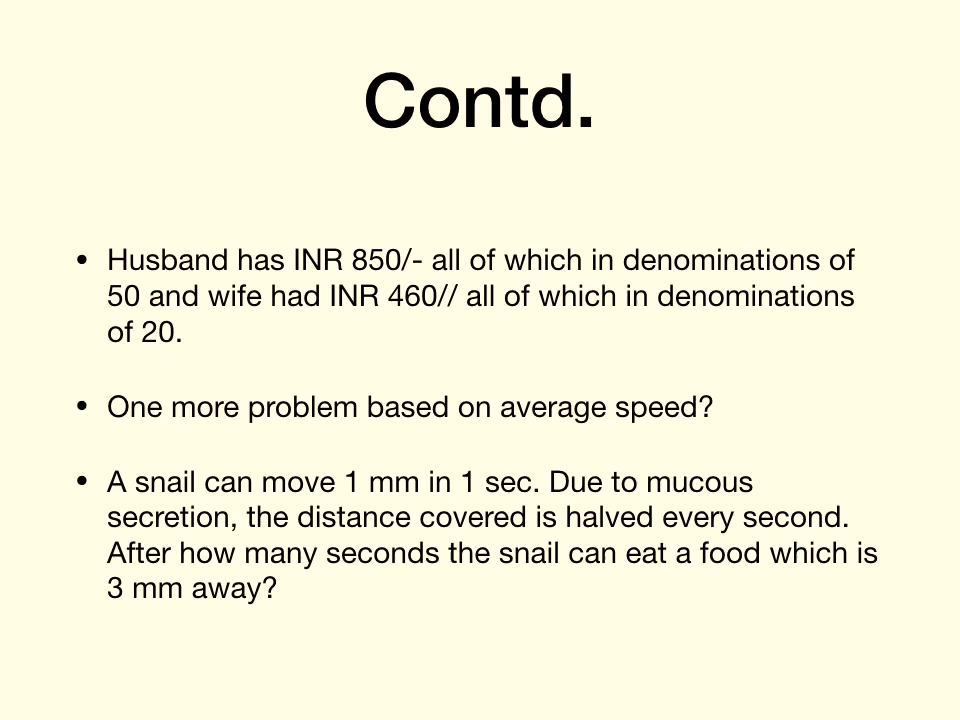 Contd.
• Husband has INR 850/- all of which in denominations of
50 and wife had INR 460// all of which in denominations
of 20.
• One more problem based on average speed?
• A snail can move 1 mm in 1 sec. Due to mucous
secretion, the distance covered is halved every second.
After how many seconds the snail can eat a food which is
3 mm away?